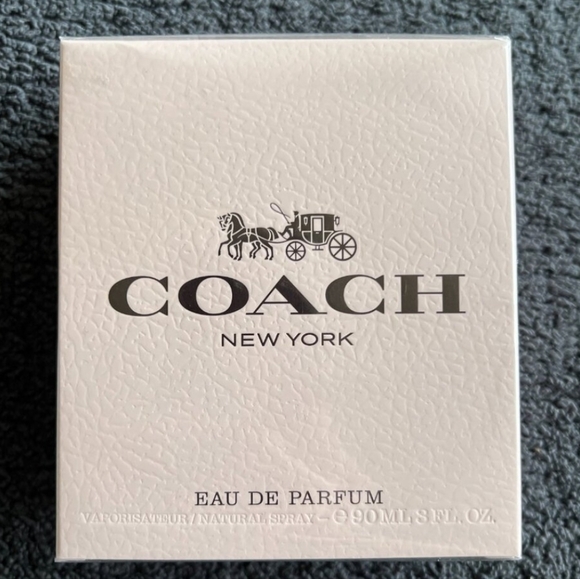 COACH
NEW YORK
EAU DE PARFUM
VAPORISATEUR / NATURAL SPRAY – ℮ 90 ML 3 FL. OZ.